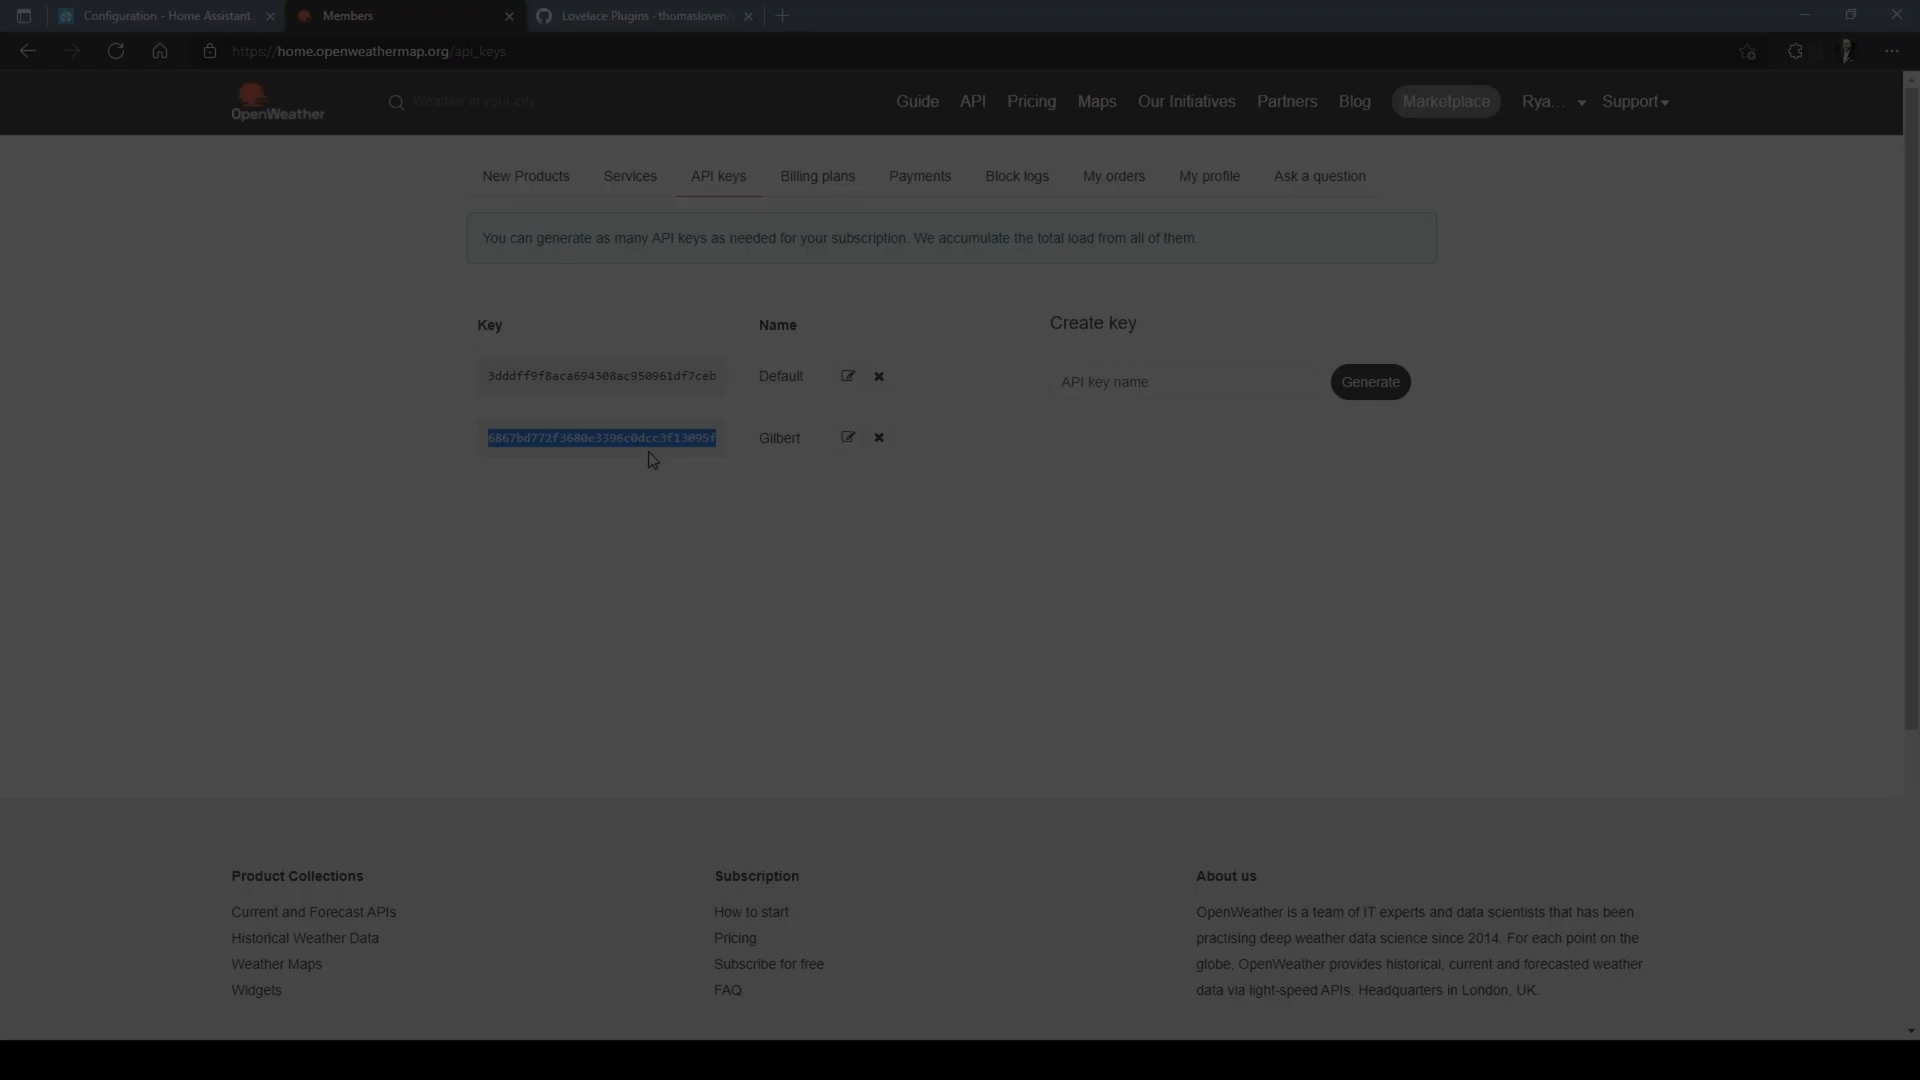 Configuration - Home Assistant
Members
Lovelace Plugins · thomasloven
https://home.openweathermap.org/api_keys
OpenWeather
Weather in your city
Guide
API
Pricing
Maps
Our Initiatives
Partners
Blog
Marketplace
Rya...
Support
New Products
Services
API keys
Billing plans
Payments
Block logs
My orders
My profile
Ask a question
You can generate as many API keys as needed for your subscription. We accumulate the total load from all of them.
Key
Name
Create key
3dddff9f8aca694308ac950961df7ceb
Default
API key name
Generate
6867bd772f3680e3396c0dcc3f13095f
Gilbert
Product Collections
Current and Forecast APIs
Historical Weather Data
Weather Maps
Widgets
Subscription
How to start
Pricing
Subscribe for free
FAQ
About us
OpenWeather is a team of IT experts and data scientists that has been
practising deep weather data science since 2014. For each point on the
globe, OpenWeather provides historical, current and forecasted weather
data via light-speed APIs. Headquarters in London, UK.